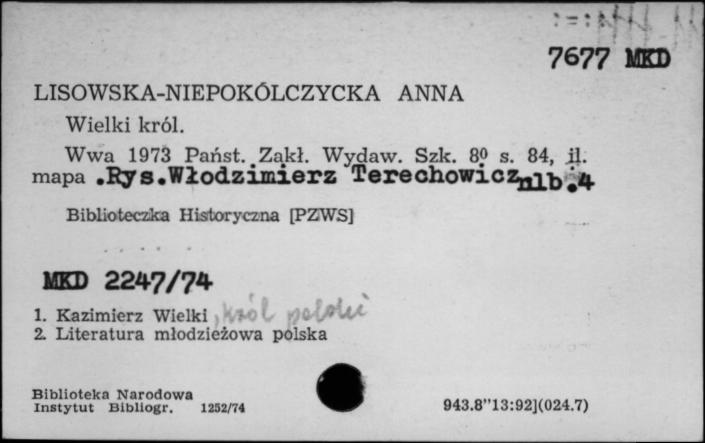 7677 MKD
LISOWSKA-NIEPOKÓLCZYCKA ANNA
Wielki król.
Wwa 1973 Państ. Zakł. Wydaw. Szk. 8⁰ s. 84, il.
mapa .Rys.Włodzimierz Terechowicz nlb.4
Biblioteczka Historyczna [PZWS]
MKD 2247/74
1. Kazimierz Wielki , król polski
2. Literatura młodzieżowa polska
Biblioteka Narodowa
Instytut Bibliogr. 1252/74
943.8"13:92](024.7)